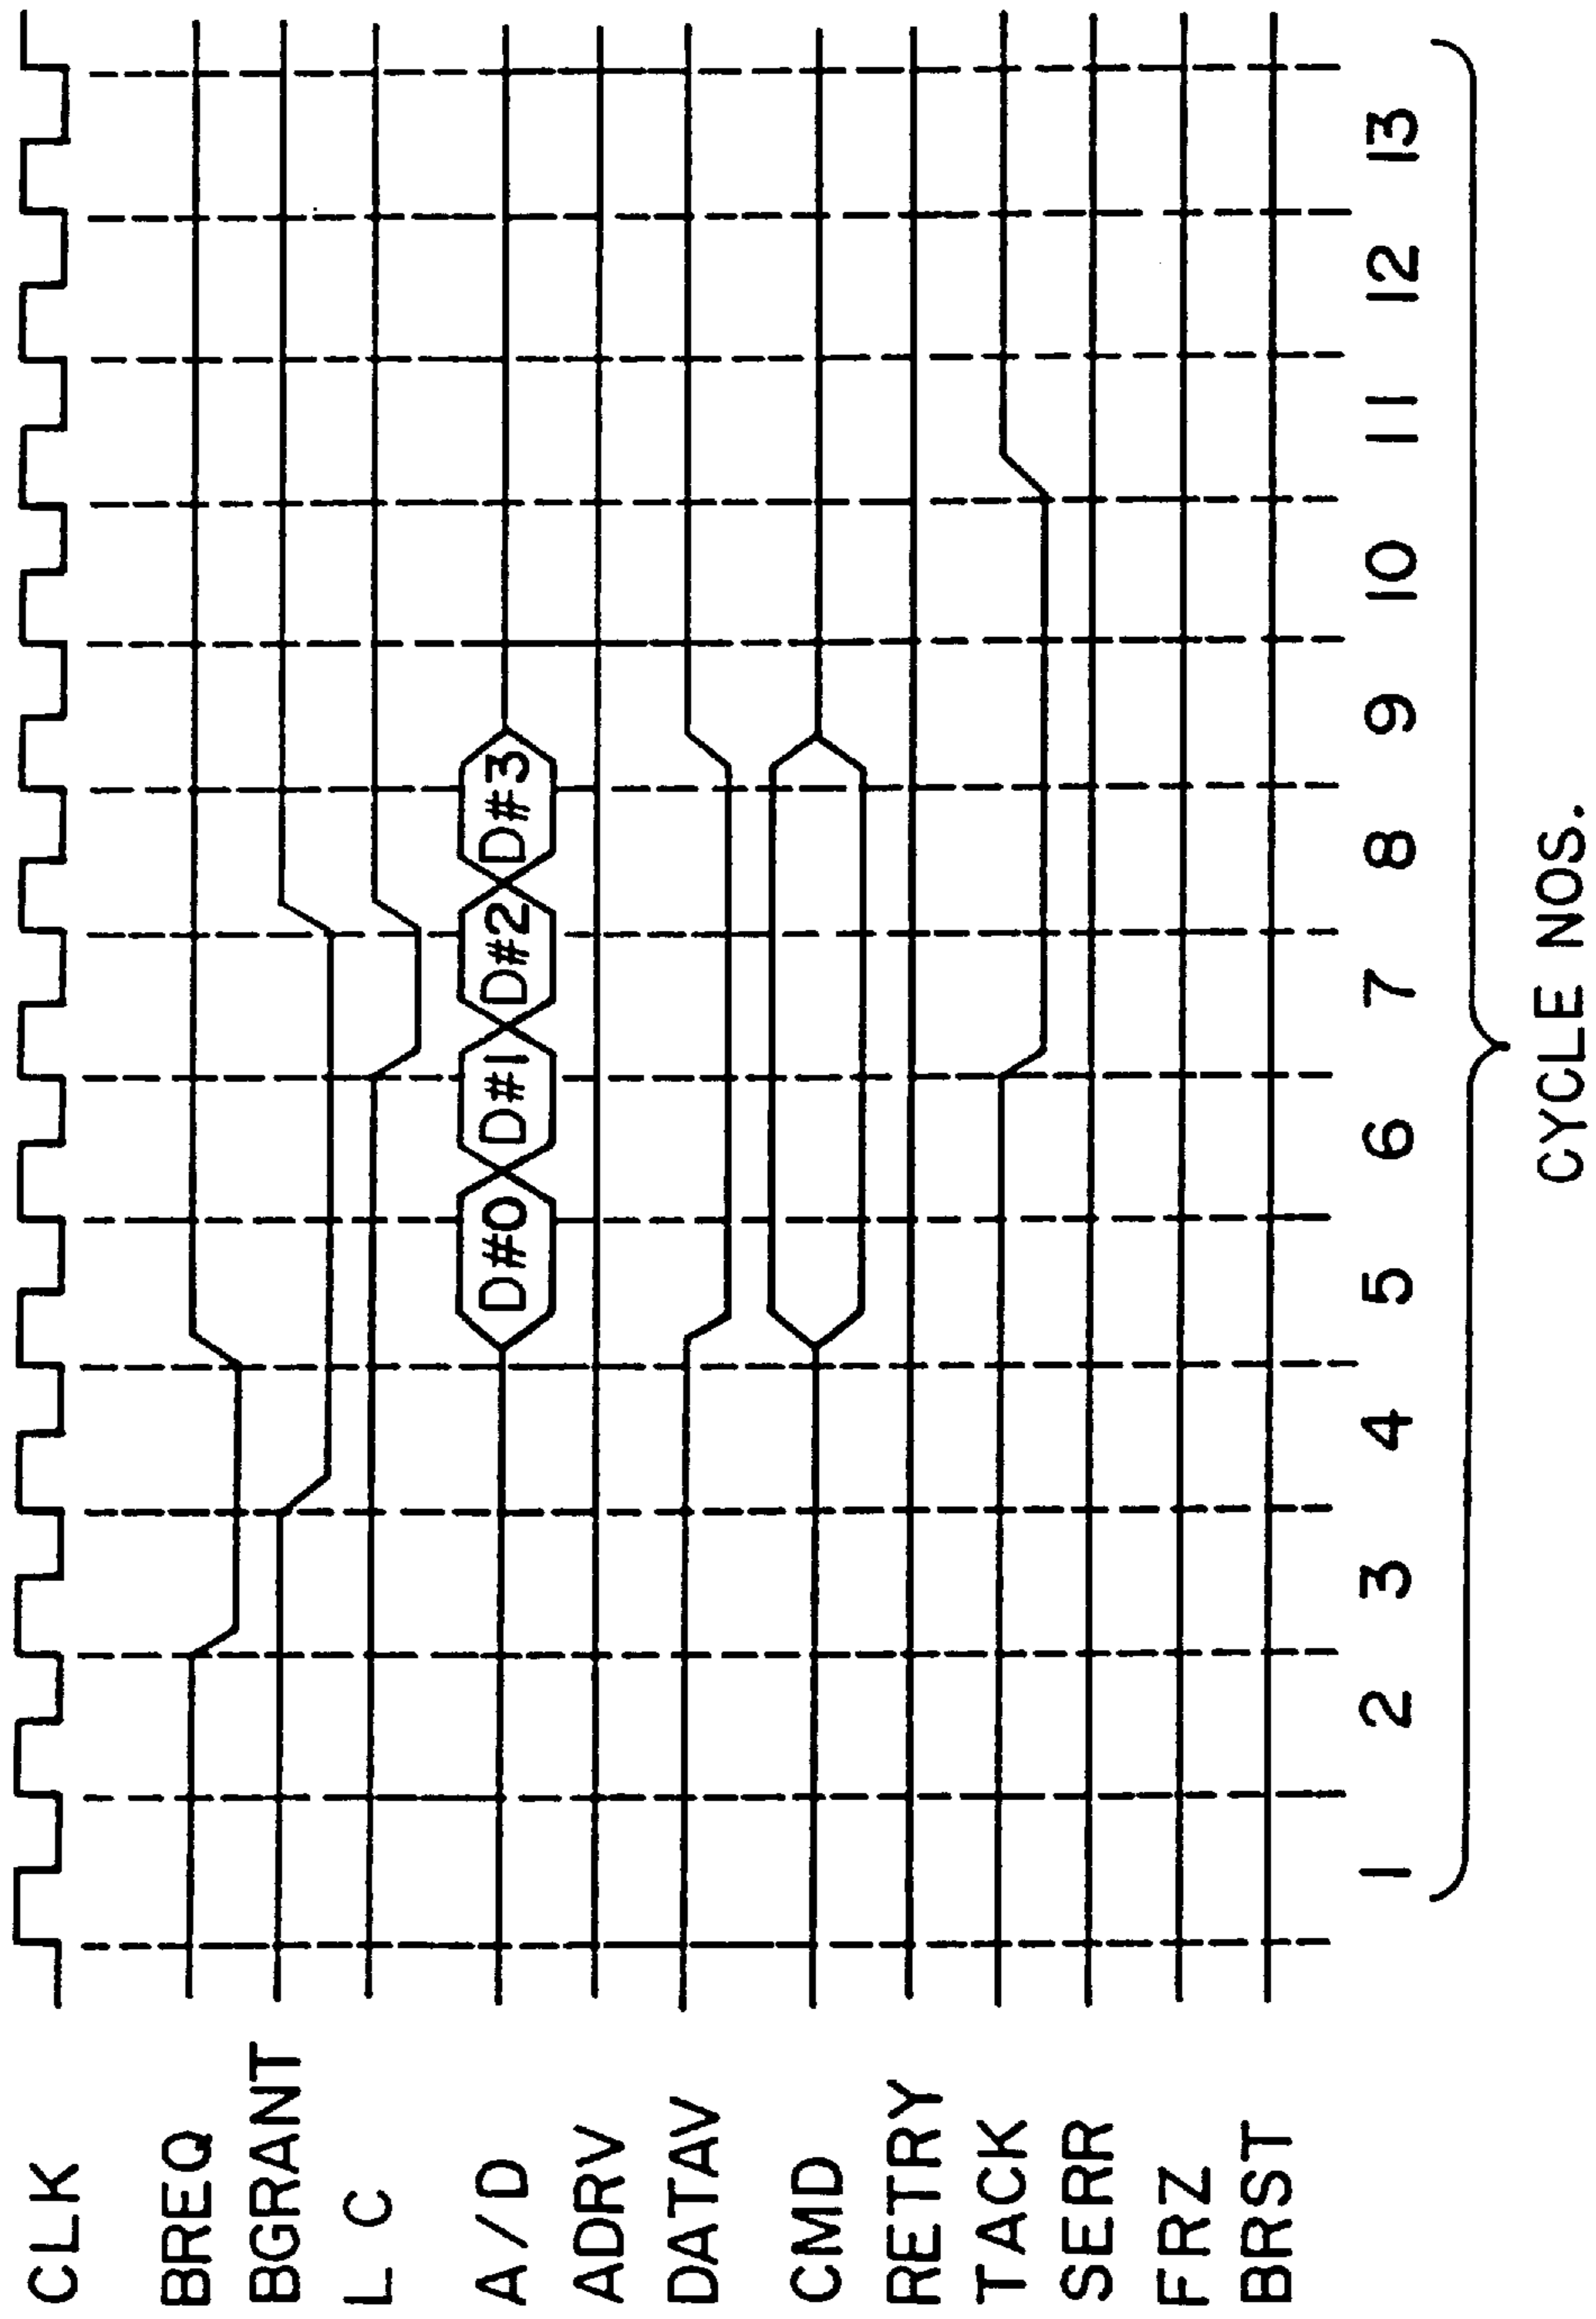 CLK
BREQ
BGRANT
LC
A/D D#0 D#1 D#2 D#3
ADRV
DATAV
CMD
RETRY
TACK
SERR
FRZ
BRST
1 2 3 4 5 6 7 8 9 10 11 12 13
CYCLE NOS.